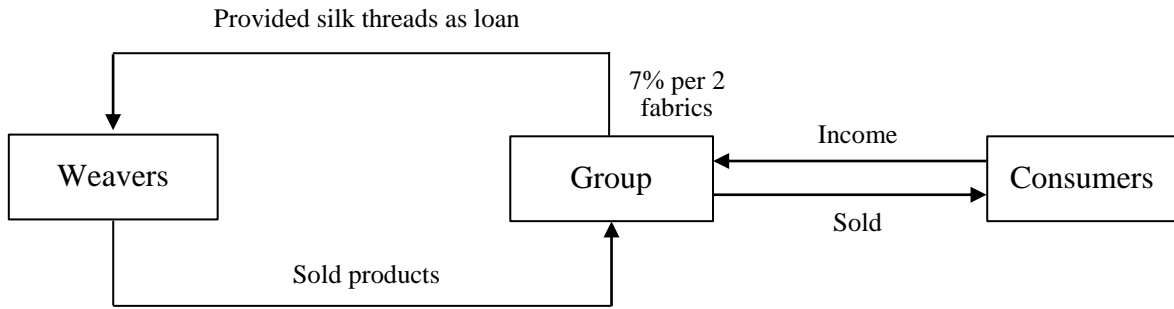 Provided silk threads as loan
7% per 2
fabrics
Income
Weavers
Group
Consumers
Sold
Sold products